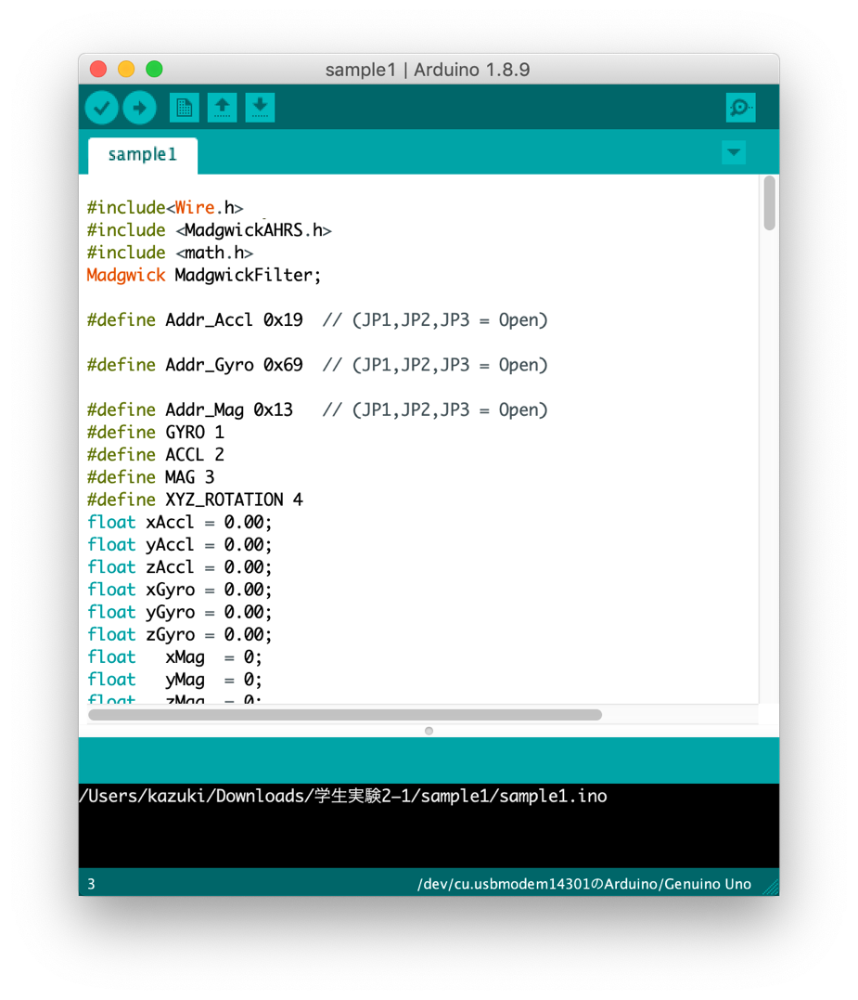 sample1 | Arduino 1.8.9
sample1
#include<Wire.h>
#include <MadgwickAHRS.h>
#include <math.h>
Madgwick MadgwickFilter;
#define Addr_Accl 0x19  // (JP1,JP2,JP3 = Open)
#define Addr_Gyro 0x69  // (JP1,JP2,JP3 = Open)
#define Addr_Mag 0x13   // (JP1,JP2,JP3 = Open)
#define GYRO 1
#define ACCL 2
#define MAG 3
#define XYZ_ROTATION 4
float xAccl = 0.00;
float yAccl = 0.00;
float zAccl = 0.00;
float xGyro = 0.00;
float yGyro = 0.00;
float zGyro = 0.00;
float   xMag  = 0;
float   yMag  = 0;
float   zMag  = 0;
/Users/kazuki/Downloads/学生実験2-1/sample1/sample1.ino
3
/dev/cu.usbmodem14301のArduino/Genuino Uno